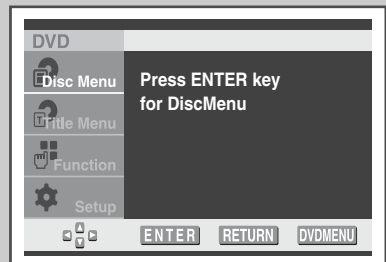 DVD
Disc Menu
Press ENTER key
for DiscMenu
Title Menu
Function
Setup
ENTER
RETURN
DVDMENU